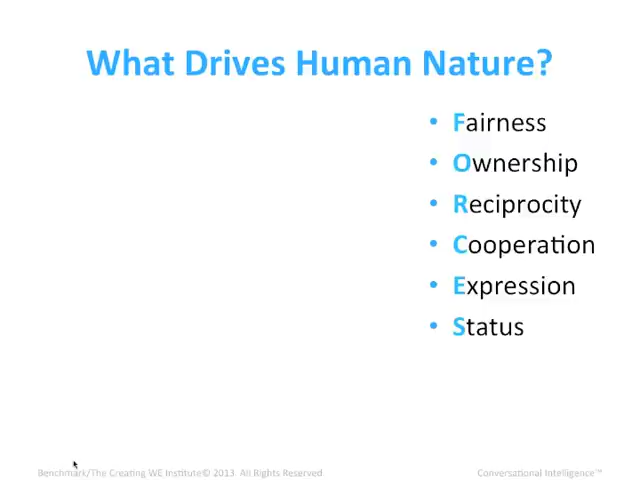 What Drives Human Nature?
• Fairness
• Ownership
• Reciprocity
• Cooperation
• Expression
• Status
Benchmark/The Creating WE Institute© 2013. All Rights Reserved
Conversational Intelligence™